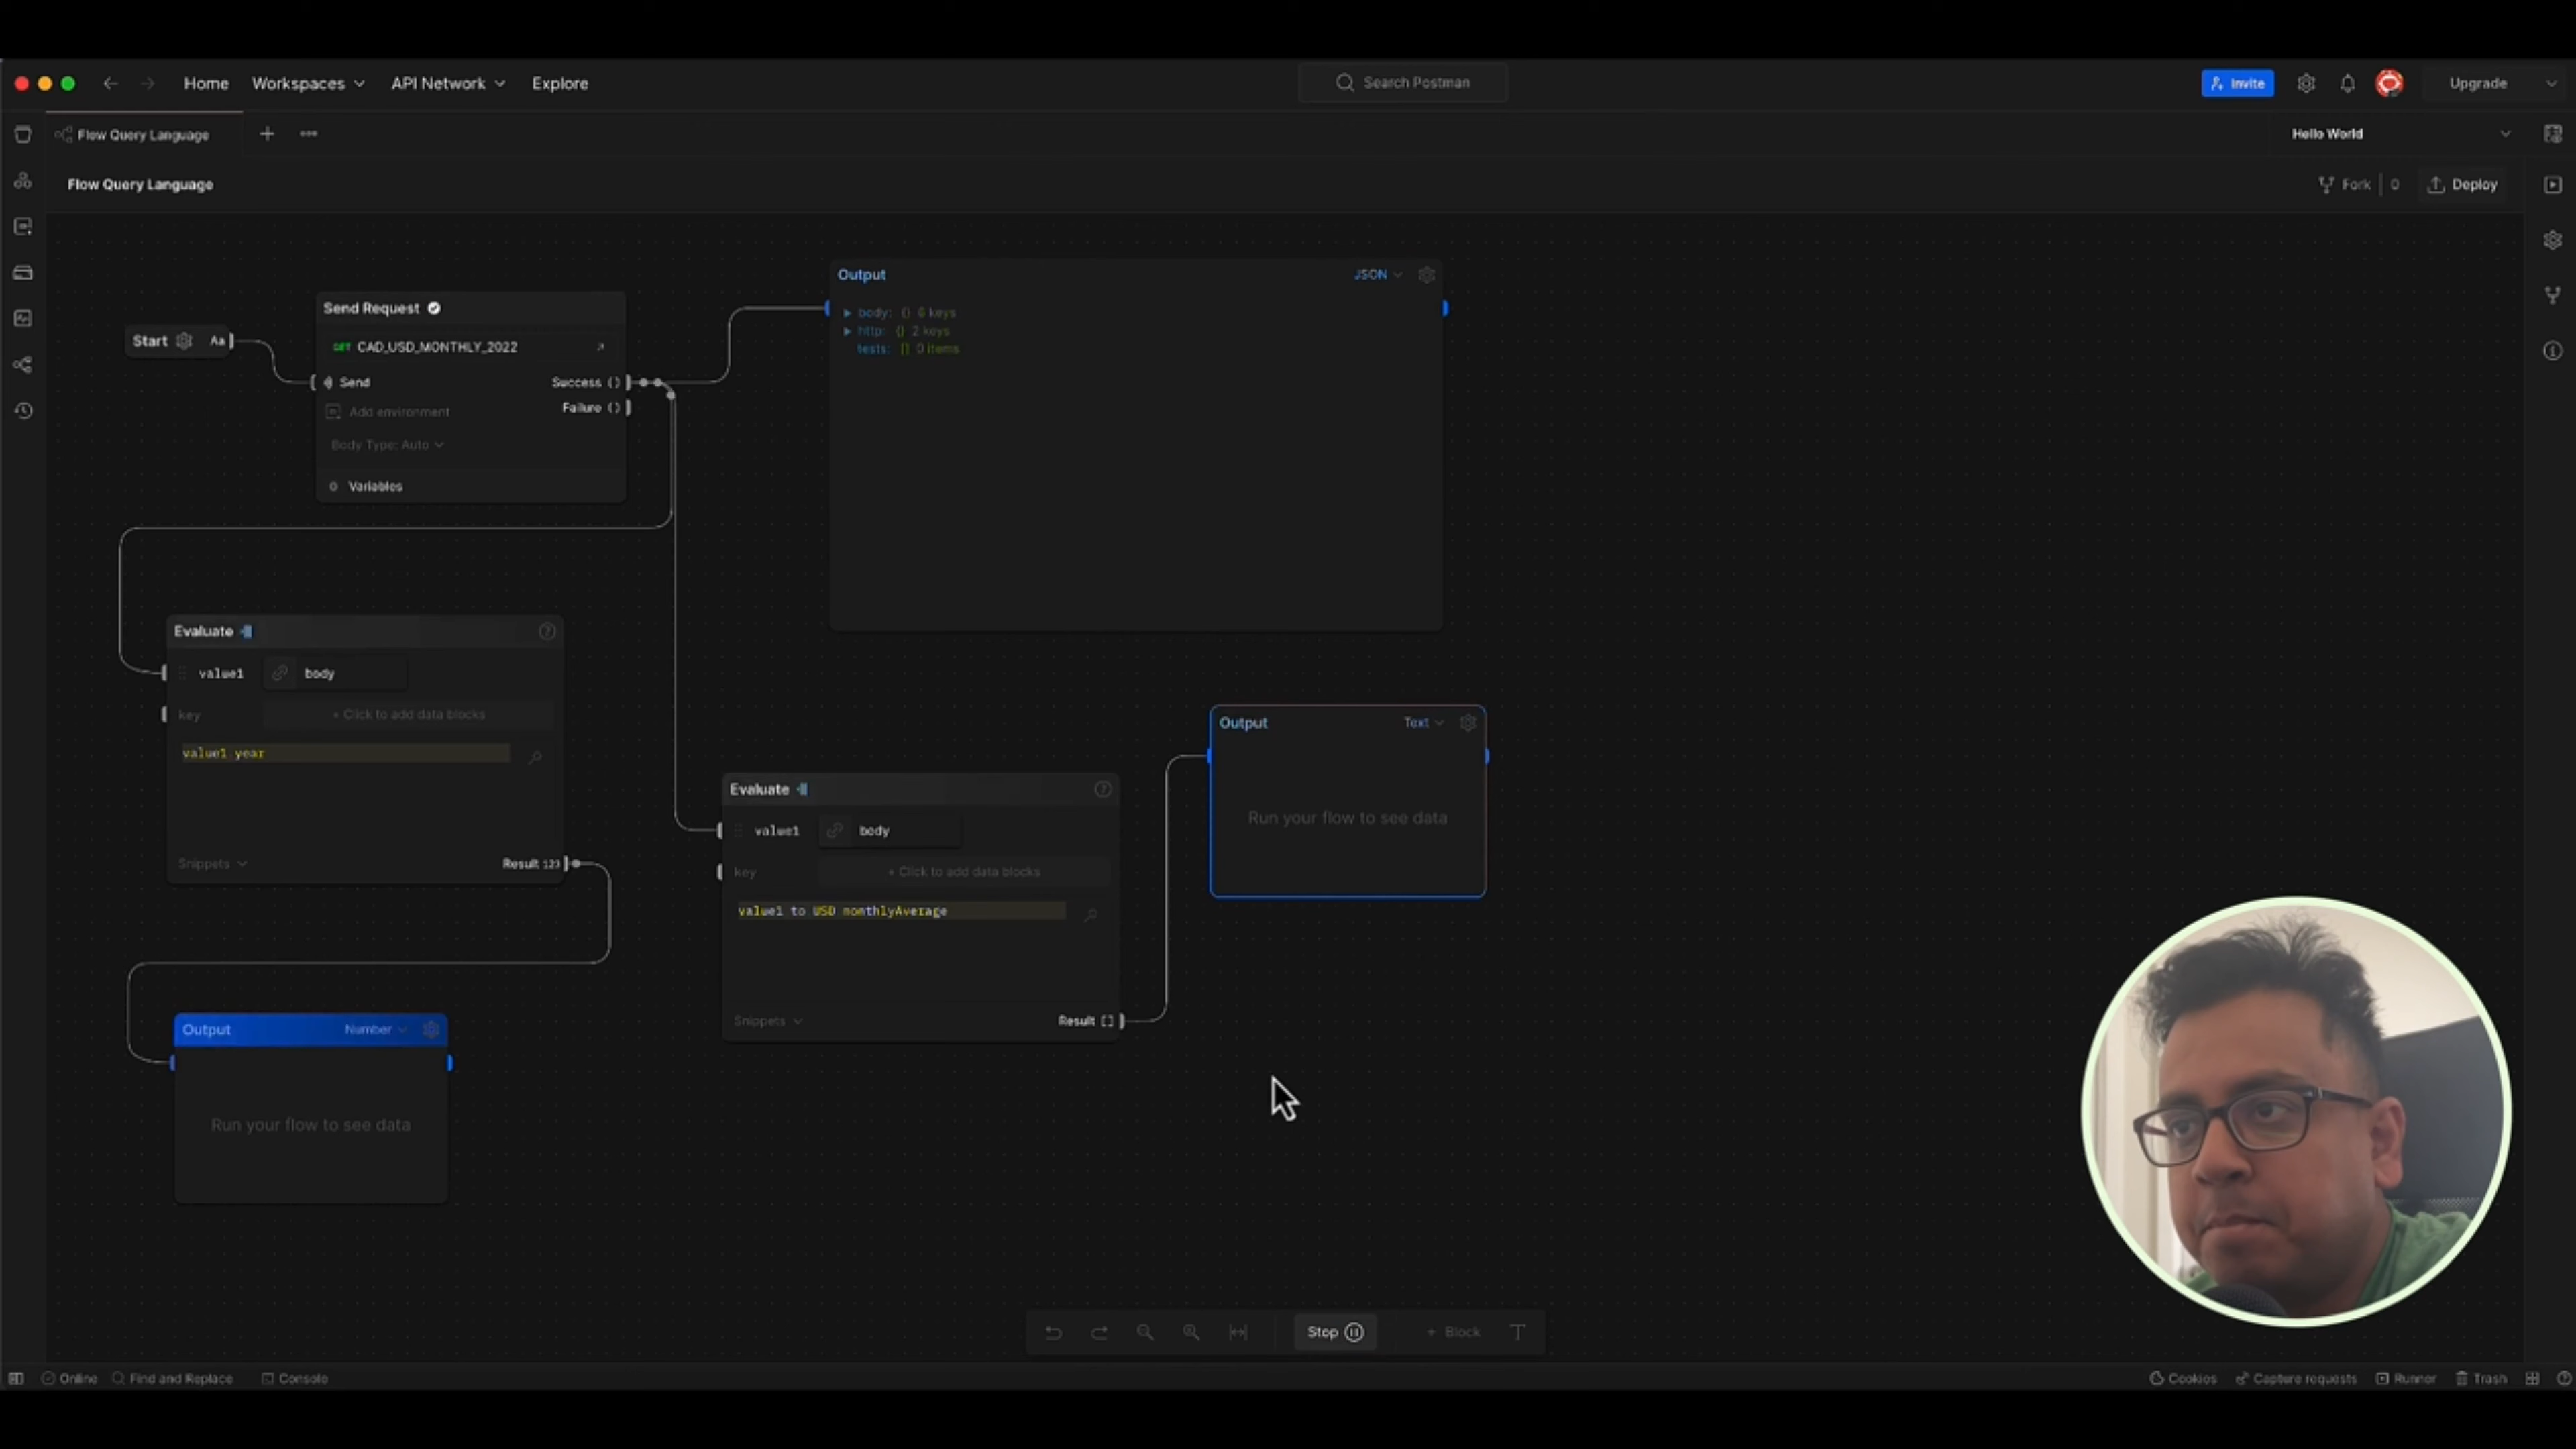 Home Workspaces API Network Explore Search Postman Invite Upgrade
Flow Query Language Hello World
Flow Query Language Fork 0 Deploy
Output JSON
body: {} 6 keys
http: {} 2 keys
tests: [] 0 items
Send Request
Start Aa
GET CAD_USD_MONTHLY_2022
Send Success {}
Add environment Failure {}
Body Type: Auto
0 Variables
Evaluate
value1 body
key + Click to add data blocks
value1 year
Snippets Result 123
Output Text
Run your flow to see data
Evaluate
value1 body
key + Click to add data blocks
value1 to USD monthlyAverage
Snippets Result []
Output Number
Run your flow to see data
Stop + Block T
Online Find and Replace Console Cookies Capture requests Runner Trash